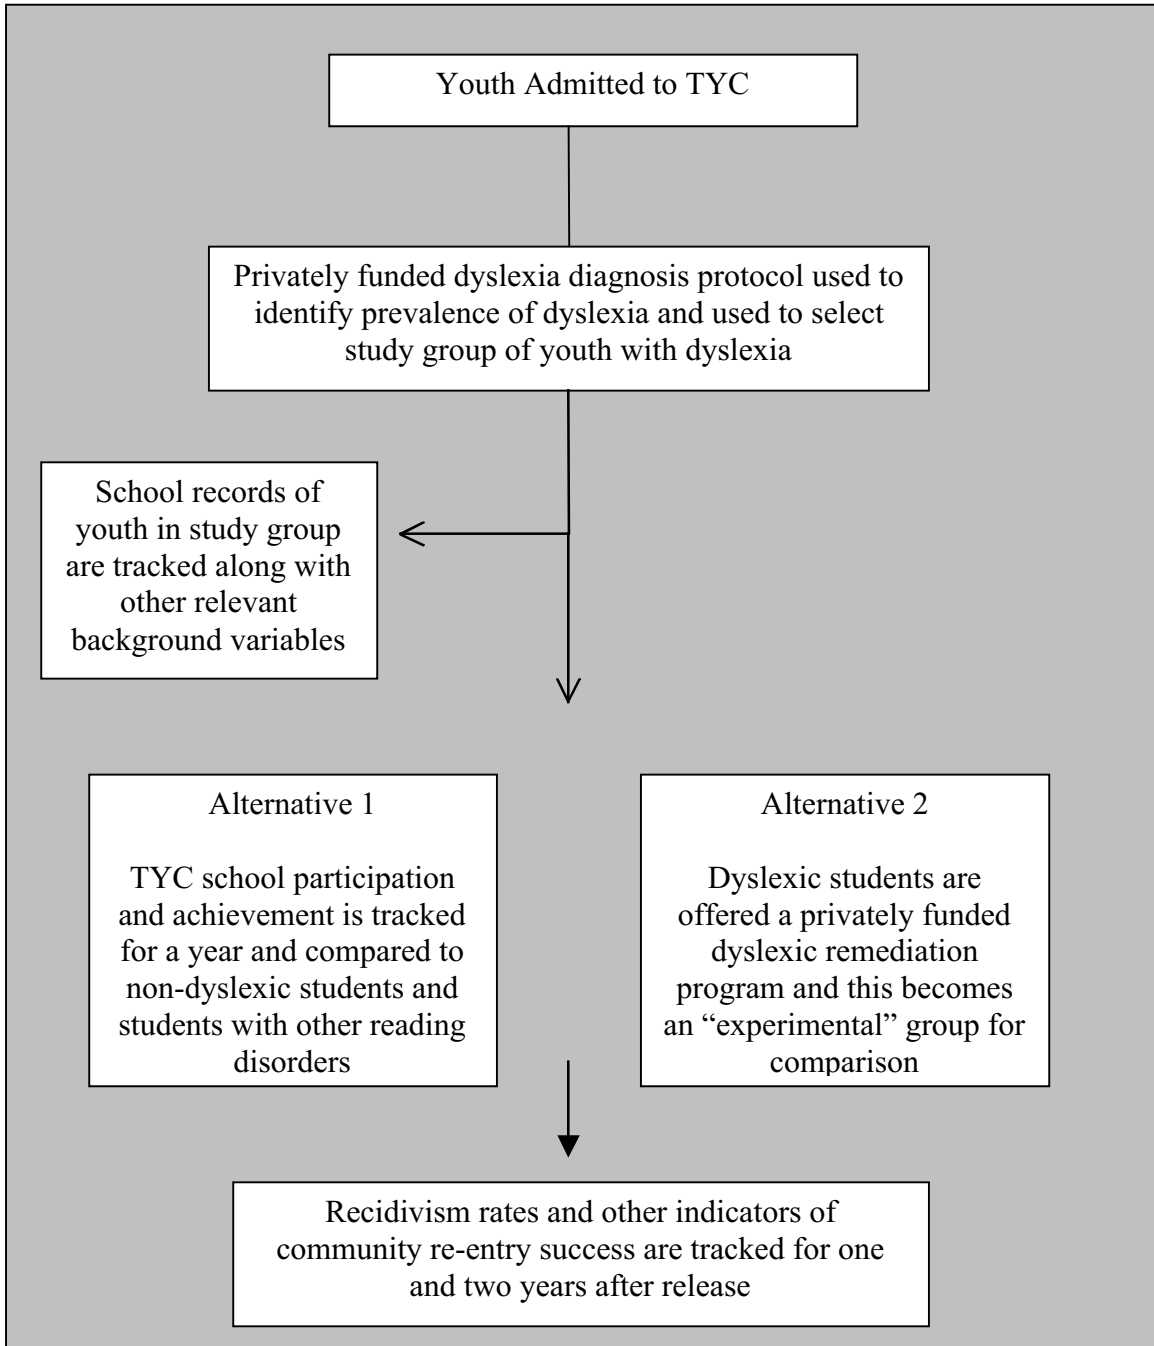 Youth Admitted to TYC
Privately funded dyslexia diagnosis protocol used to
identify prevalence of dyslexia and used to select
study group of youth with dyslexia
School records of
youth in study group
are tracked along with
other relevant
background variables
Alternative 1
TYC school participation
and achievement is tracked
for a year and compared to
non-dyslexic students and
students with other reading
disorders
Alternative 2
Dyslexic students are
offered a privately funded
dyslexic remediation
program and this becomes
an “experimental” group for
comparison
Recidivism rates and other indicators of
community re-entry success are tracked for one
and two years after release